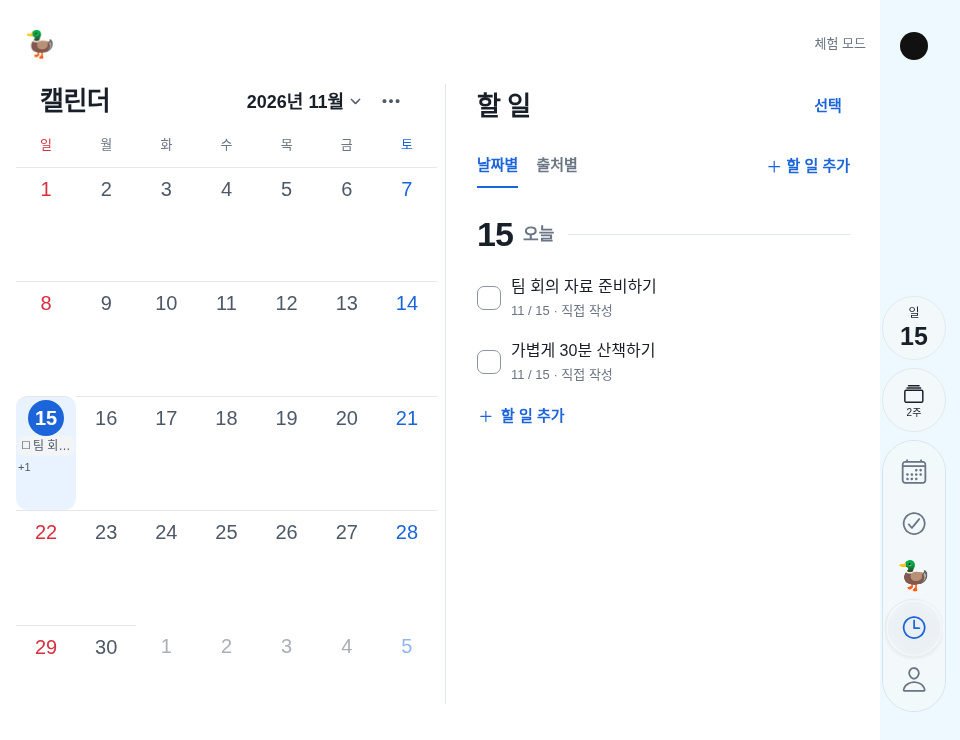 체험 모드
캘린더
2026년 11월
일 월 화 수 목 금 토
1 2 3 4 5 6 7
8 9 10 11 12 13 14
15 16 17 18 19 20 21
팀 회…
+1
22 23 24 25 26 27 28
29 30 1 2 3 4 5
할 일
선택
날짜별 출처별
+ 할 일 추가
15 오늘
팀 회의 자료 준비하기
11 / 15 · 직접 작성
가볍게 30분 산책하기
11 / 15 · 직접 작성
+ 할 일 추가
일
15
2주